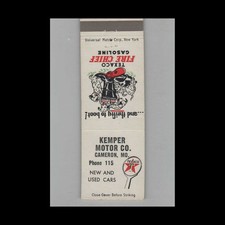 Universal Match Corp., New York
TEXACO
FIRE CHIEF
GASOLINE
...and thrifty to boot!
KEMPER
MOTOR CO.
CAMERON, MO.
Phone 115
NEW AND
USED CARS
Close Cover Before Striking